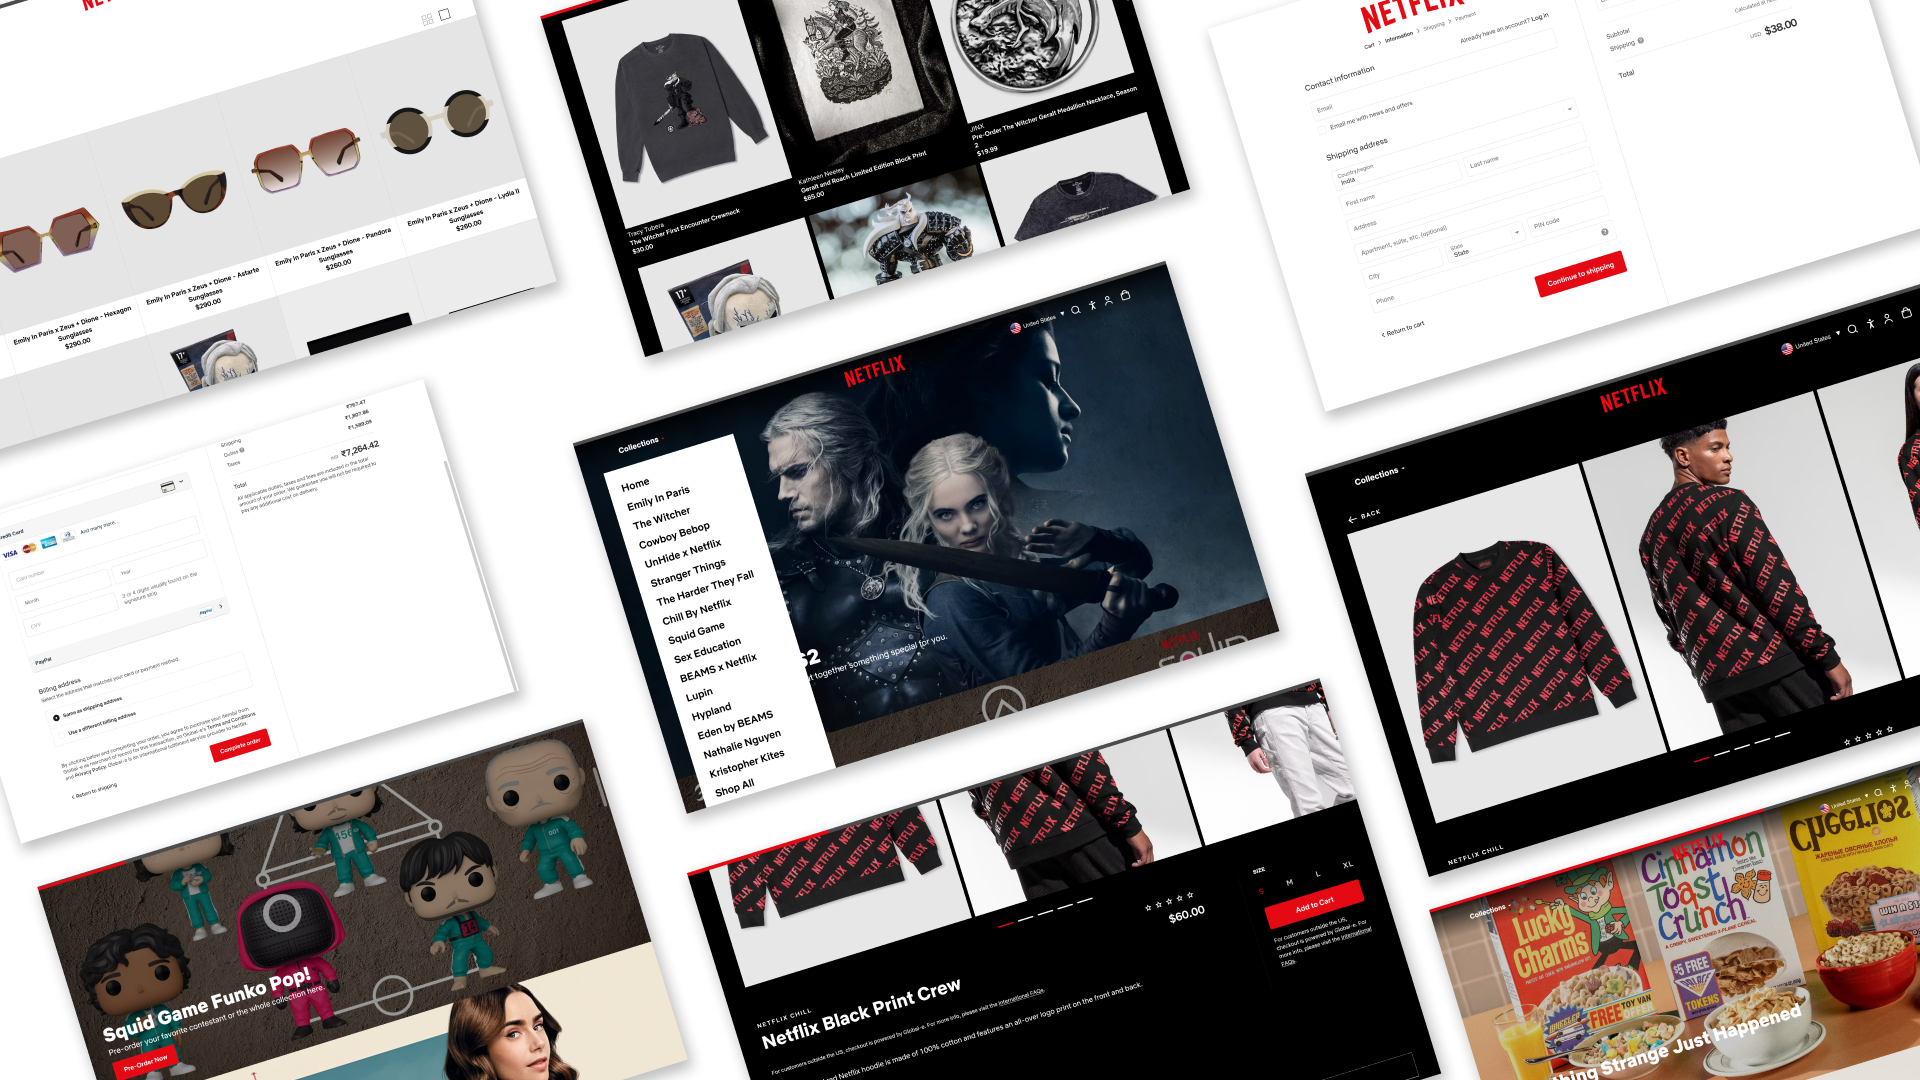 Emily In Paris x Zeus + Dione - Hexagon
Sunglasses
$290.00
Emily In Paris x Zeus + Dione - Astarte
Sunglasses
$290.00
Emily In Paris x Zeus + Dione - Pandora
Sunglasses
$260.00
Emily In Paris x Zeus + Dione - Lydia II
Sunglasses
$260.00
17+
Tracy Tubera
The Witcher First Encounter Crewneck
$30.00
Kathleen Neeley
Geralt and Roach Limited Edition Block Print
$85.00
JINX
Pre-Order The Witcher Geralt Medallion Necklace, Season
2
$19.99
17+
NETFLIX
Cart > Information > Shipping > Payment
Contact information
Already have an account? Log in
Email
Email me with news and offers
Shipping address
Country/region
India
First name
Last name
Address
Apartment, suite, etc. (optional)
City
State
State
PIN code
Phone
Continue to shipping
< Return to cart
Subtotal
Shipping
Total
USD $38.00
Shipping
Duties
Taxes
₹767.47
₹1,807.86
₹1,589.09
Total
INR ₹7,264.42
All applicable duties, taxes and fees are included in the total
amount of your order. We guarantee you will not be required to
pay any additional cost on delivery.
VISA
And many more...
Card number
Month
Year
CVV
3 or 4 digits usually found on the
signature strip
PayPal
PayPal
Billing address
Select the address that matches your card or payment method.
Same as shipping address
Use a different billing address
By clicking below and completing your order, you agree to purchase your item(s) from
Global-e as merchant of record for this transaction, on Global-e's Terms and Conditions
and Privacy Policy. Global-e is an international fulfilment service provider to Netflix.
Complete order
< Return to shipping
United States
NETFLIX
Collections
Home
Emily In Paris
The Witcher
Cowboy Bebop
UnHide x Netflix
Stranger Things
The Harder They Fall
Chill By Netflix
Squid Game
Sex Education
BEAMS x Netflix
Lupin
Hypland
Eden by BEAMS
Nathalie Nguyen
Kristopher Kites
Shop All
S2
together something special for you.
United States
NETFLIX
Collections
BACK
NETFLIX CHILL
456
001
Squid Game Funko Pop!
Pre-order your favorite contestant or the whole collection here.
Pre-Order Now
$60.00
SIZE
S M L XL
Add to Cart
For customers outside the US,
checkout is powered by Global-e. For
more info, please visit the International
FAQs.
NETFLIX CHILL
Netflix Black Print Crew
For customers outside the US, checkout is powered by Global-e. For more info, please visit the International FAQs.
Netflix hoodie is made of 100% cotton and features an all-over logo print on the front and back.
United States
NETFLIX
Collections
Lucky
Charms
FREE
TOY VAN
OFFER
Cinnamon
Toast
Crunch
$5 FREE
TOKENS
Cheerios
thing Strange Just Happened